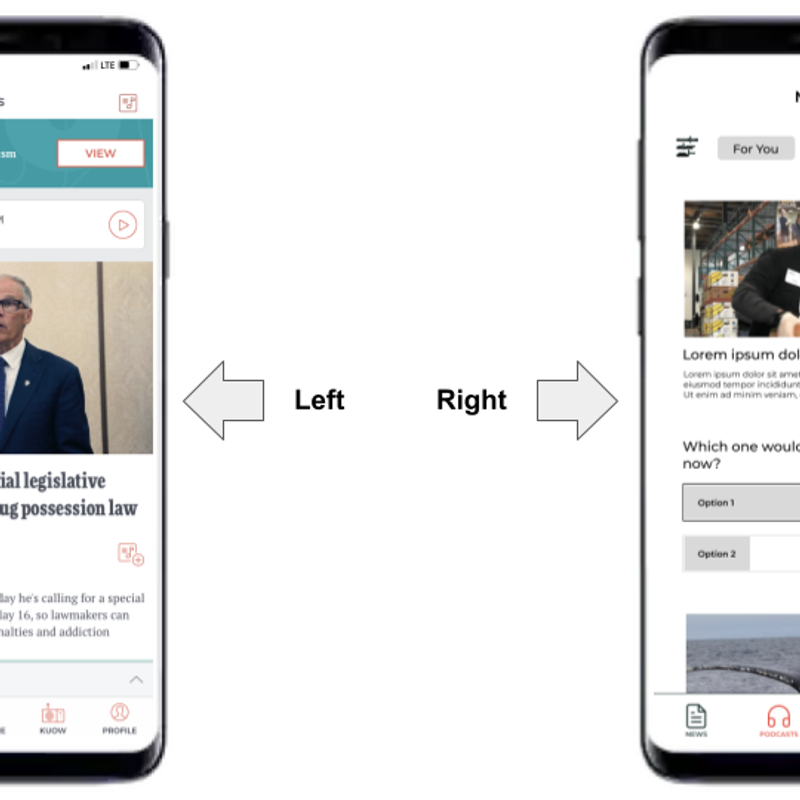 LTE
s
ism
VIEW
ial legislative
ug possession law
day he's calling for a special
lay 16, so lawmakers can
nalties and addiction
E
KUOW
PROFILE
Left
Right
N
For You
Lorem ipsum dol
Lorem ipsum dolor sit amet
eiusmod tempor incididunt
Ut enim ad minim veniam,
Which one would
now?
Option 1
Option 2
NEWS
PODCASTS